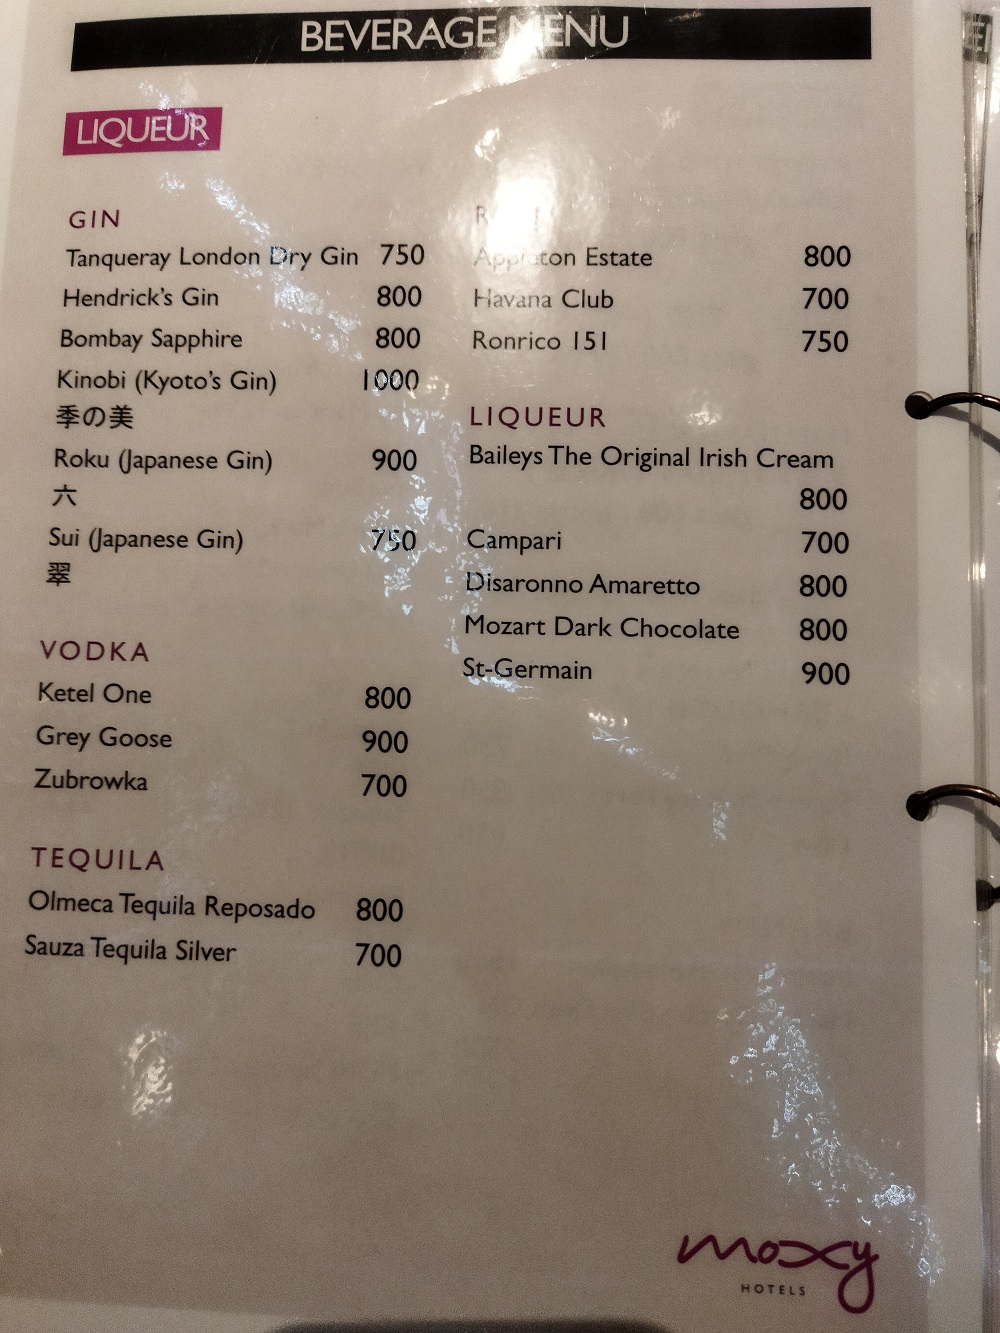 BEVERAGE MENU
LIQUEUR
GIN
Tanqueray London Dry Gin 750
Hendrick's Gin 800
Bombay Sapphire 800
Kinobi (Kyoto's Gin) 1000
季の美
Roku (Japanese Gin) 900
六
Sui (Japanese Gin) 750
翠
VODKA
Ketel One 800
Grey Goose 900
Zubrowka 700
TEQUILA
Olmeca Tequila Reposado 800
Sauza Tequila Silver 700
Appleton Estate 800
Havana Club 700
Ronrico 151 750
LIQUEUR
Baileys The Original Irish Cream
800
Campari 700
Disaronno Amaretto 800
Mozart Dark Chocolate 800
St-Germain 900
moxy
HOTELS